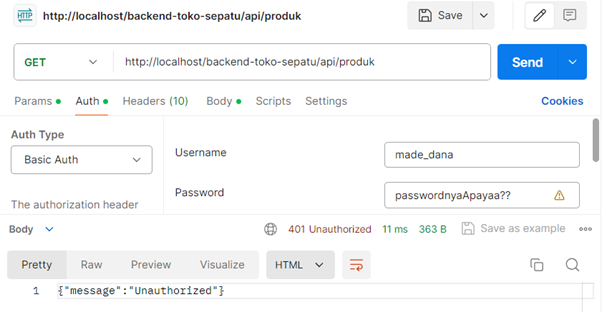 HTTP http://localhost/backend-toko-sepatu/api/produk Save
GET http://localhost/backend-toko-sepatu/api/produk Send
Params Auth Headers (10) Body Scripts Settings Cookies
Auth Type
Basic Auth
The authorization header
Username made_dana
Password passwordnyaApayaa??
Body 401 Unauthorized 11 ms 363 B Save as example
Pretty Raw Preview Visualize HTML
1 {"message":"Unauthorized"}